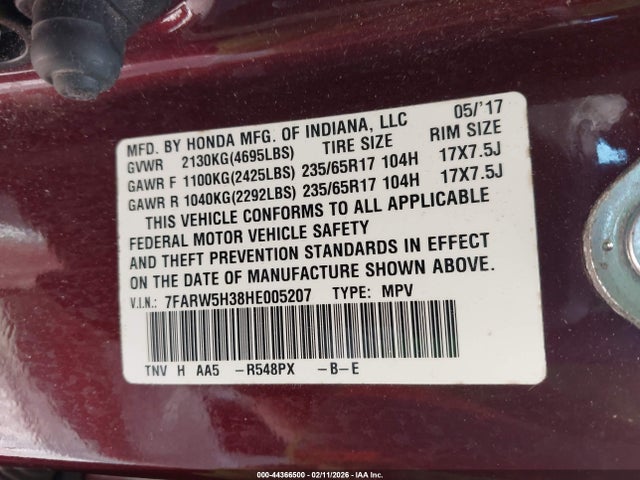 MFD. BY HONDA MFG. OF INDIANA, LLC 05/'17
GVWR 2130KG(4695LBS) TIRE SIZE RIM SIZE
GAWR F 1100KG(2425LBS) 235/65R17 104H 17X7.5J
GAWR R 1040KG(2292LBS) 235/65R17 104H 17X7.5J
THIS VEHICLE CONFORMS TO ALL APPLICABLE
FEDERAL MOTOR VEHICLE SAFETY
AND THEFT PREVENTION STANDARDS IN EFFECT
ON THE DATE OF MANUFACTURE SHOWN ABOVE.
V.I.N.: 7FARW5H38HE005207 TYPE: MPV
TNV H AA5 -R548PX -B-E
000-44366500 - 02/11/2026 - IAAI, Inc.